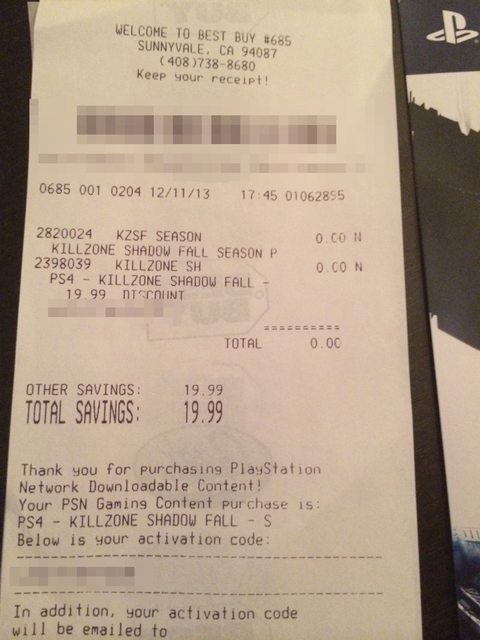 WELCOME TO BEST BUY #685
SUNNYVALE, CA 94087
(408)738-8680
Keep your receipt!
0685 001 0204 12/11/13 17:45 01062895
2820024 KZSF SEASON 0.00 N
KILLZONE SHADOW FALL SEASON P
2398039 KILLZONE SH 0.00 N
PS4 - KILLZONE SHADOW FALL -
19.99 DISCOUNT
==========
TOTAL 0.00
OTHER SAVINGS: 19.99
TOTAL SAVINGS: 19.99
Thank you for purchasing PlayStation
Network Downloadable Content!
Your PSN Gaming Content purchase is:
PS4 - KILLZONE SHADOW FALL - S
Below is your activation code:
In addition, your activation code
will be emailed to